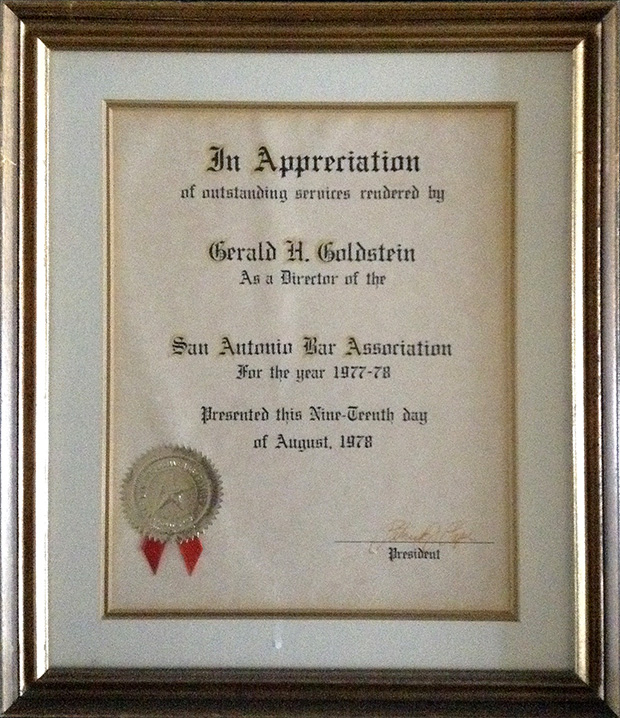 In Appreciation
of outstanding services rendered by
Gerald H. Goldstein
As a Director of the
San Antonio Bar Association
For the year 1977-78
Presented this Nine-Teenth day
of August, 1978
President